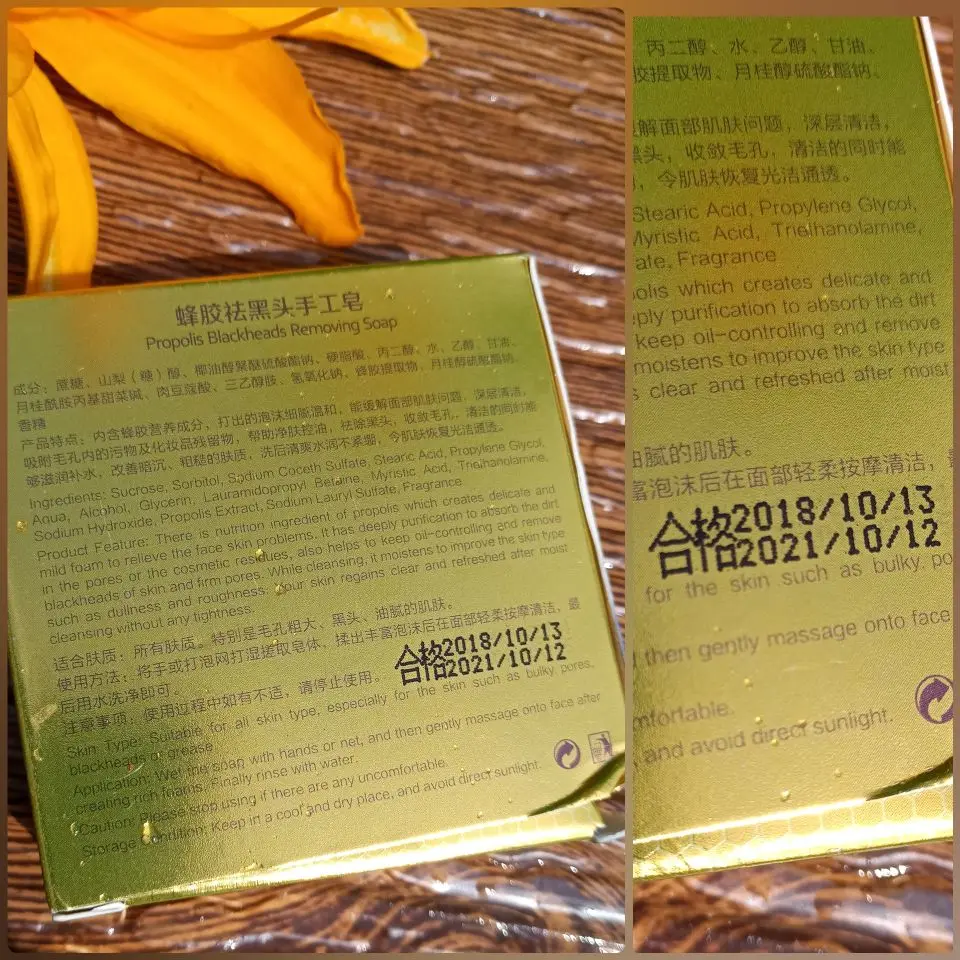 蜂胶祛黑头手工皂
Propolis Blackheads Removing Soap
成分：蔗糖、山梨（糖）醇、椰油醇聚醚硫酸酯钠、硬脂酸、丙二醇、水、乙醇、甘油、
月桂酰胺丙基甜菜碱、肉豆蔻酸、三乙醇胺、氢氧化钠、蜂胶提取物、月桂醇硫酸酯钠、
香精
产品特点：内含蜂胶营养成分，打出的泡沫细腻温和，能缓解面部肌肤问题，深层清洁，
吸附毛孔内的污物及化妆品残留物，帮助净肤控油，祛除黑头，收敛毛孔，清洁的同时能
够滋润补水，改善暗沉、粗糙的肤质，洗后清爽水润不紧绷，令肌肤恢复光洁通透。
Ingredients: Sucrose, Sorbitol, Sodium Coceth Sulfate, Stearic Acid, Propylene Glycol,
Aqua, Alcohol, Glycerin, Lauramidopropyl Betaine, Myristic Acid, Triethanolamine,
Sodium Hydroxide, Propolis Extract, Sodium Lauryl Sulfate, Fragrance
Product Feature: There is nutrition ingredient of propolis which creates delicate and
mild foam to relieve the face skin problems. It has deeply purification to absorb the dirt
in the pores or the cosmetic residues, also helps to keep oil-controlling and remove
blackheads of skin and firm pores. While cleansing, it moistens to improve the skin type
such as dullness and roughness. Your skin regains clear and refreshed after moist
cleansing without any tightness.
适合肤质：所有肤质。特别是毛孔粗大、黑头、油腻的肌肤。
使用方法：将手或打泡网打湿搓取皂体，揉出丰富泡沫后在面部轻柔按摩清洁，最
后用水洗净即可。
注意事项：使用过程中如有不适，请停止使用。
合格2018/10/13
2021/10/12
Skin Type: Suitable for all skin type, especially for the skin such as bulky pores,
blackheads or grease.
Application: Wet the soap with hands or net, and then gently massage onto face after
creating rich foams. Finally rinse with water.
Caution: Please stop using if there are any uncomfortable.
Storage Condition: Keep in a cool and dry place, and avoid direct sunlight.
丙二醇、水、乙醇、甘油、
胶提取物、月桂醇硫酸酯钠、
解面部肌肤问题，深层清洁，
黑头，收敛毛孔，清洁的同时能
，令肌肤恢复光洁通透。
Stearic Acid, Propylene Glycol,
Myristic Acid, Triethanolamine,
ate, Fragrance
polis which creates delicate and
ply purification to absorb the dirt
keep oil-controlling and remove
moistens to improve the skin type
s clear and refreshed after moist
油腻的肌肤。
富泡沫后在面部轻柔按摩清洁，
合格2018/10/13
2021/10/12
for the skin such as bulky po
then gently massage onto face
mfortable.
and avoid direct sunlight.